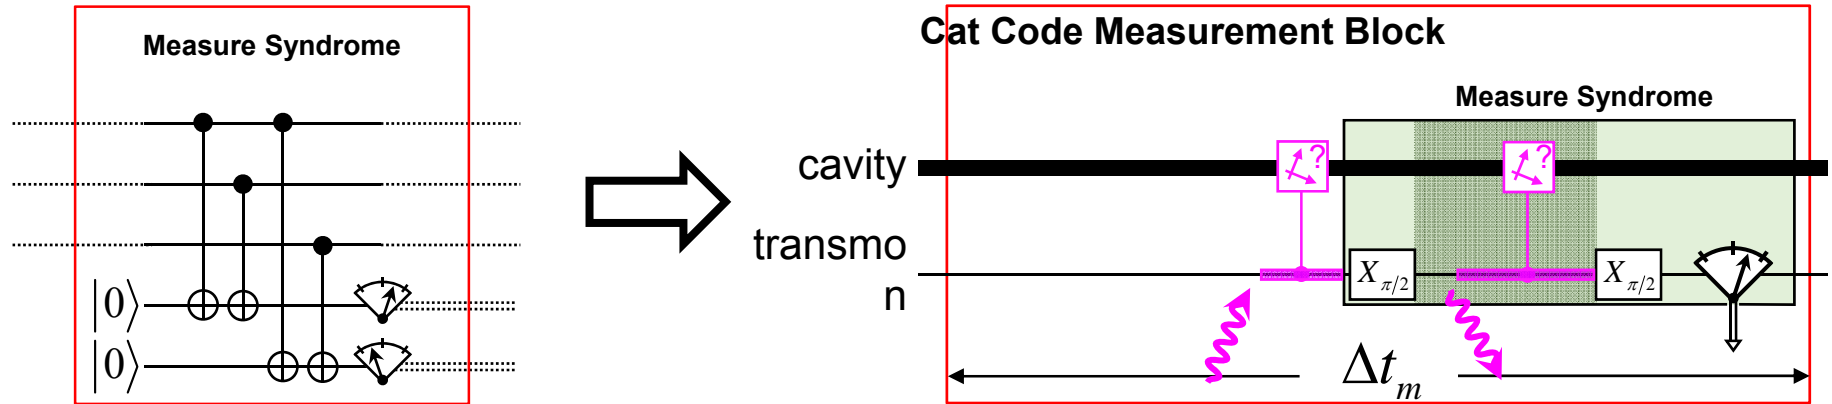 Measure Syndrome
|0⟩
|0⟩
Cat Code Measurement Block
Measure Syndrome
cavity
?
?
transmo
n
X π/2
X π/2
Δt m